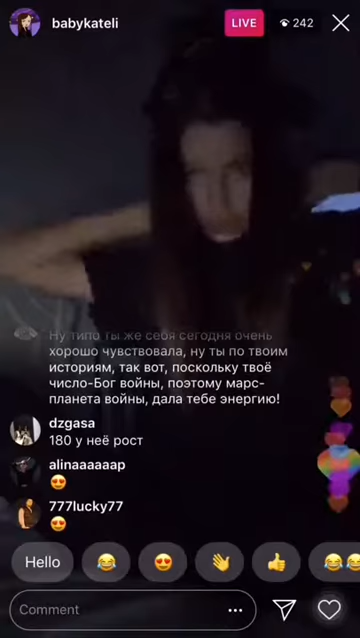 babykateli
LIVE
242
Ну типо ты же себя сегодня очень
хорошо чувствовала, ну ты по твоим
историям, так вот, поскольку твоё
число-Бог войны, поэтому марс-
планета войны, дала тебе энергию!
dzgasa
180 у неё рост
alinaaaaaap
😍
777lucky77
😍
Hello 😂 😍 👋 👍 😂😂
Comment